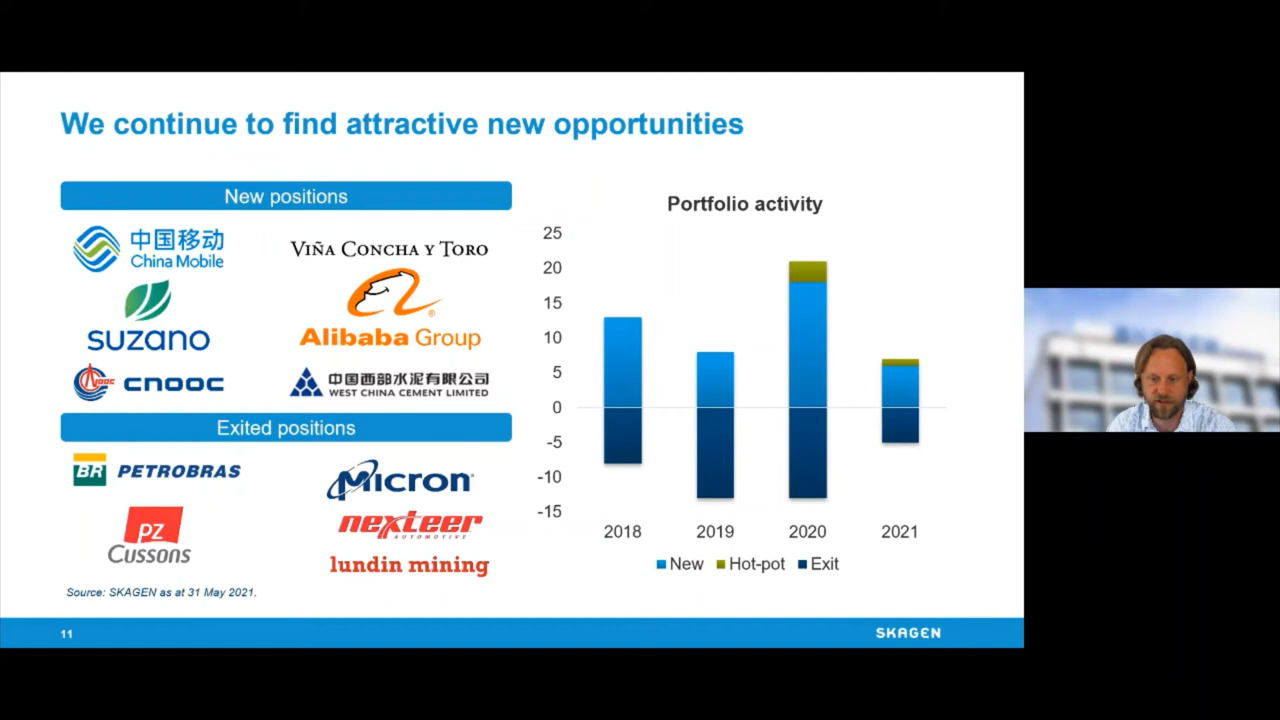 We continue to find attractive new opportunities
New positions
中国移动
China Mobile
VIÑA CONCHA Y TORO
suzano
Alibaba Group
CNOOC
cnooc
中国西部水泥有限公司
WEST CHINA CEMENT LIMITED
Exited positions
BR PETROBRAS
Micron
PZ
Cussons
nexteer
AUTOMOTIVE
lundin mining
Source: SKAGEN as at 31 May 2021.
Portfolio activity
25
20
15
10
5
0
-5
-10
-15
2018 2019 2020 2021
New Hot-pot Exit
11
SKAGEN